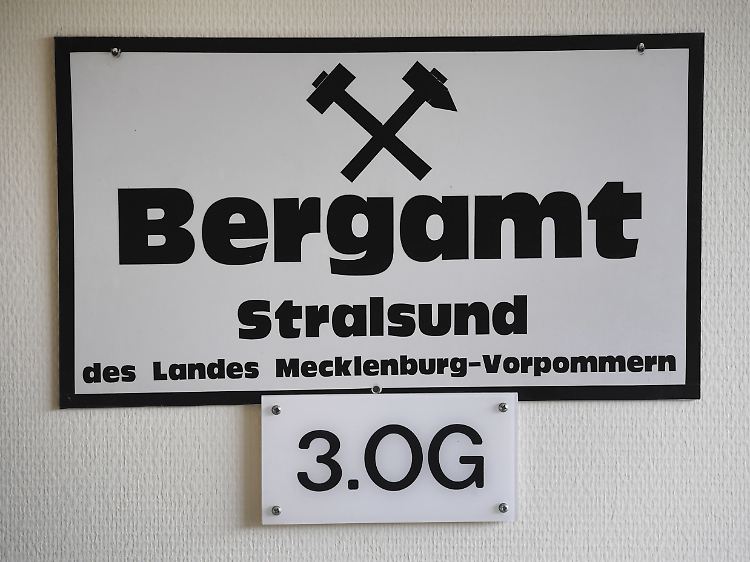 Bergamt
Stralsund
des Landes Mecklenburg-Vorpommern
3.OG